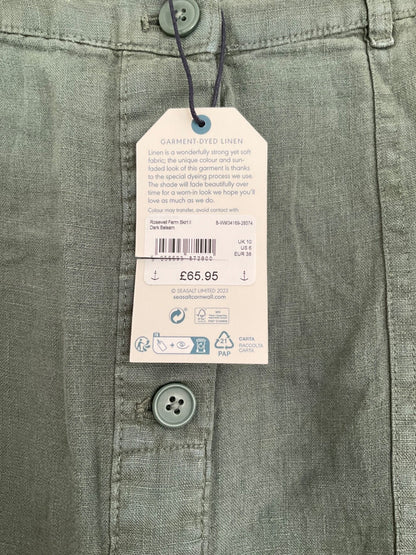 GARMENT-DYED LINEN
Linen is a wonderfully strong yet soft
fabric; the unique colour and sun-
faded look of this garment is thanks
to the special dyeing process we use.
The shade will fade beautifully over
time for a worn-in look we hope you'll
love as much as we do.
Colour may transfer, avoid contact with.
Rosevel Farm Skirt II
Dark Balsam
UK 10
US 6
EUR 38
£65.95
© SEASALT LIMITED 2023
seasaltcornwall.com
MIX
21
PAP
CARTA
RACCOLTA
CARTA